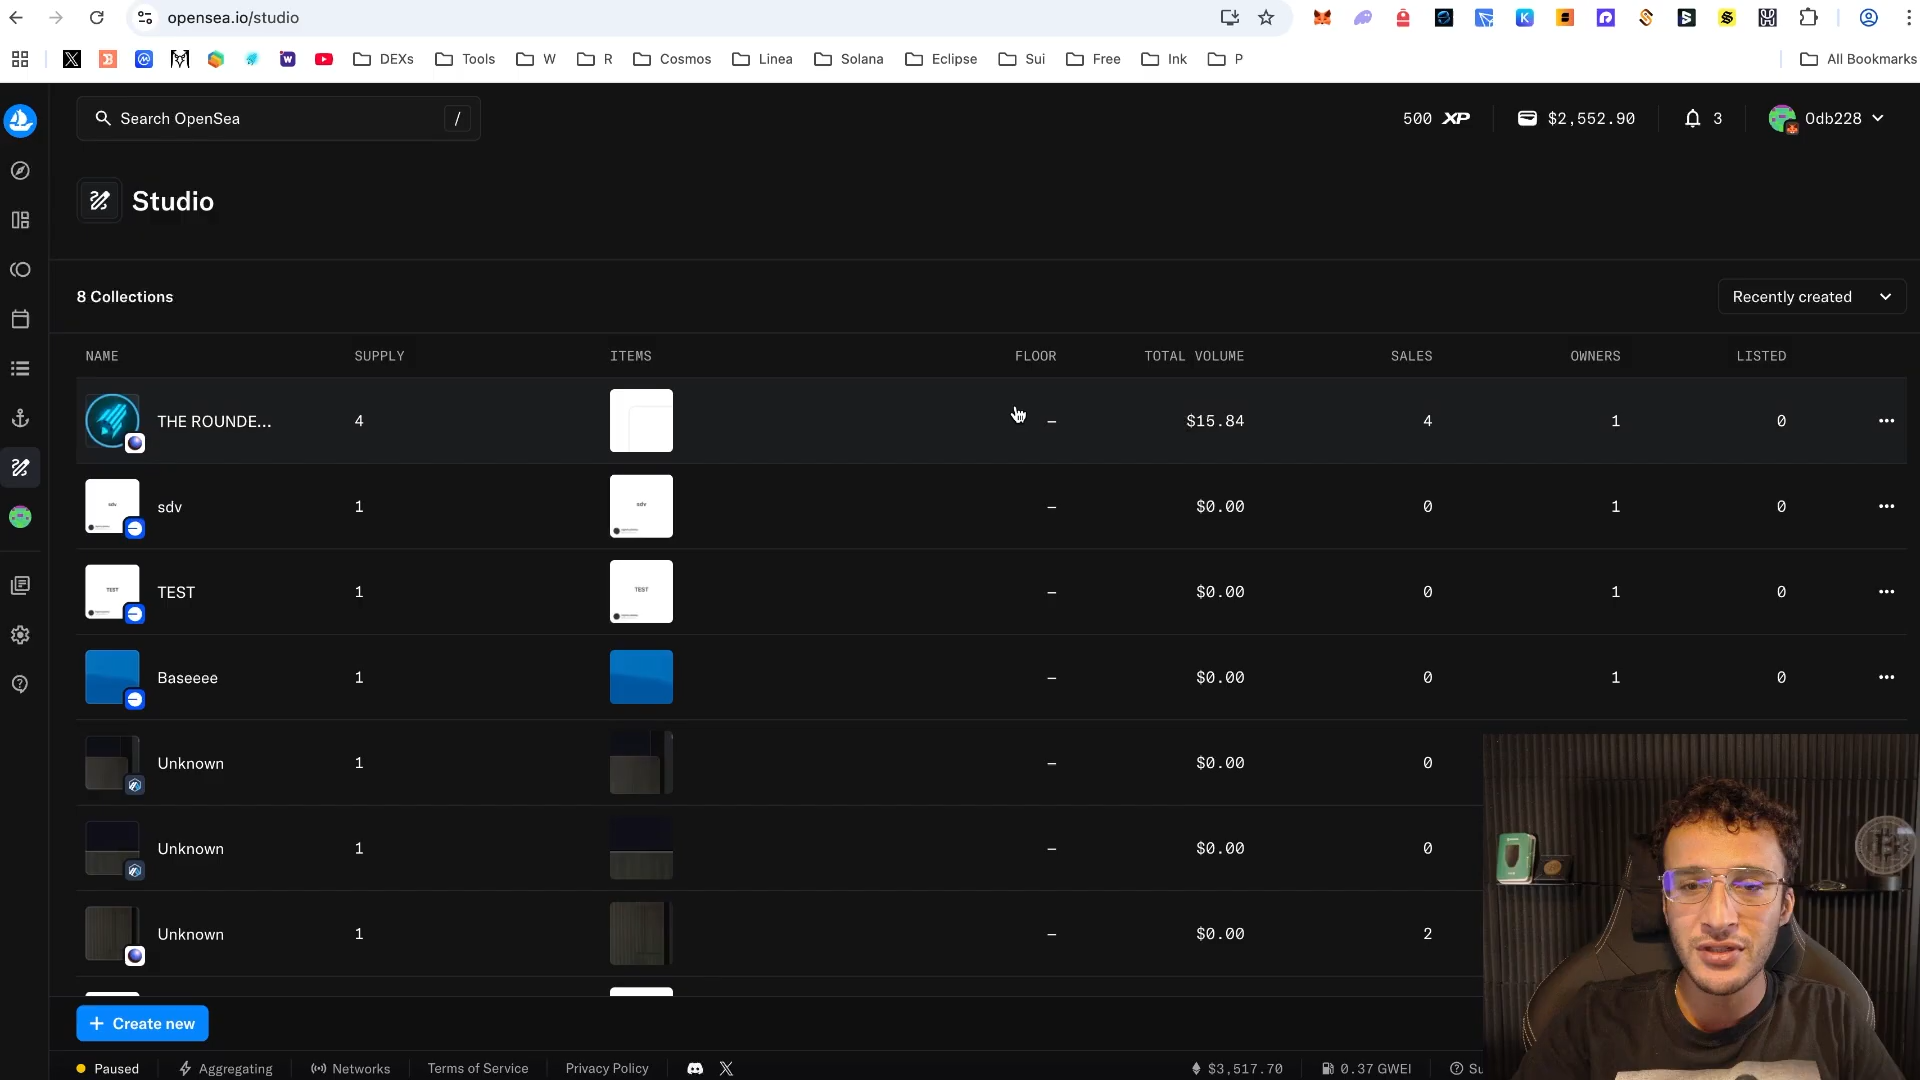 opensea.io/studio
DEXs
Tools
W
R
Cosmos
Linea
Solana
Eclipse
Sui
Free
Ink
P
All Bookmarks
Search OpenSea
/
500 XP
$2,552.90
3
0db228
Studio
8 Collections
Recently created
NAME SUPPLY ITEMS FLOOR TOTAL VOLUME SALES OWNERS LISTED
THE ROUNDE... 4 – $15.84 4 1 0
sdv 1 sdv – $0.00 0 1 0
TEST 1 TEST – $0.00 0 1 0
Baseeee 1 – $0.00 0 1 0
Unknown 1 – $0.00 0
Unknown 1 – $0.00 0
Unknown 1 – $0.00 2
+ Create new
Paused
Aggregating
Networks
Terms of Service
Privacy Policy
$3,517.70
0.37 GWEI
Su